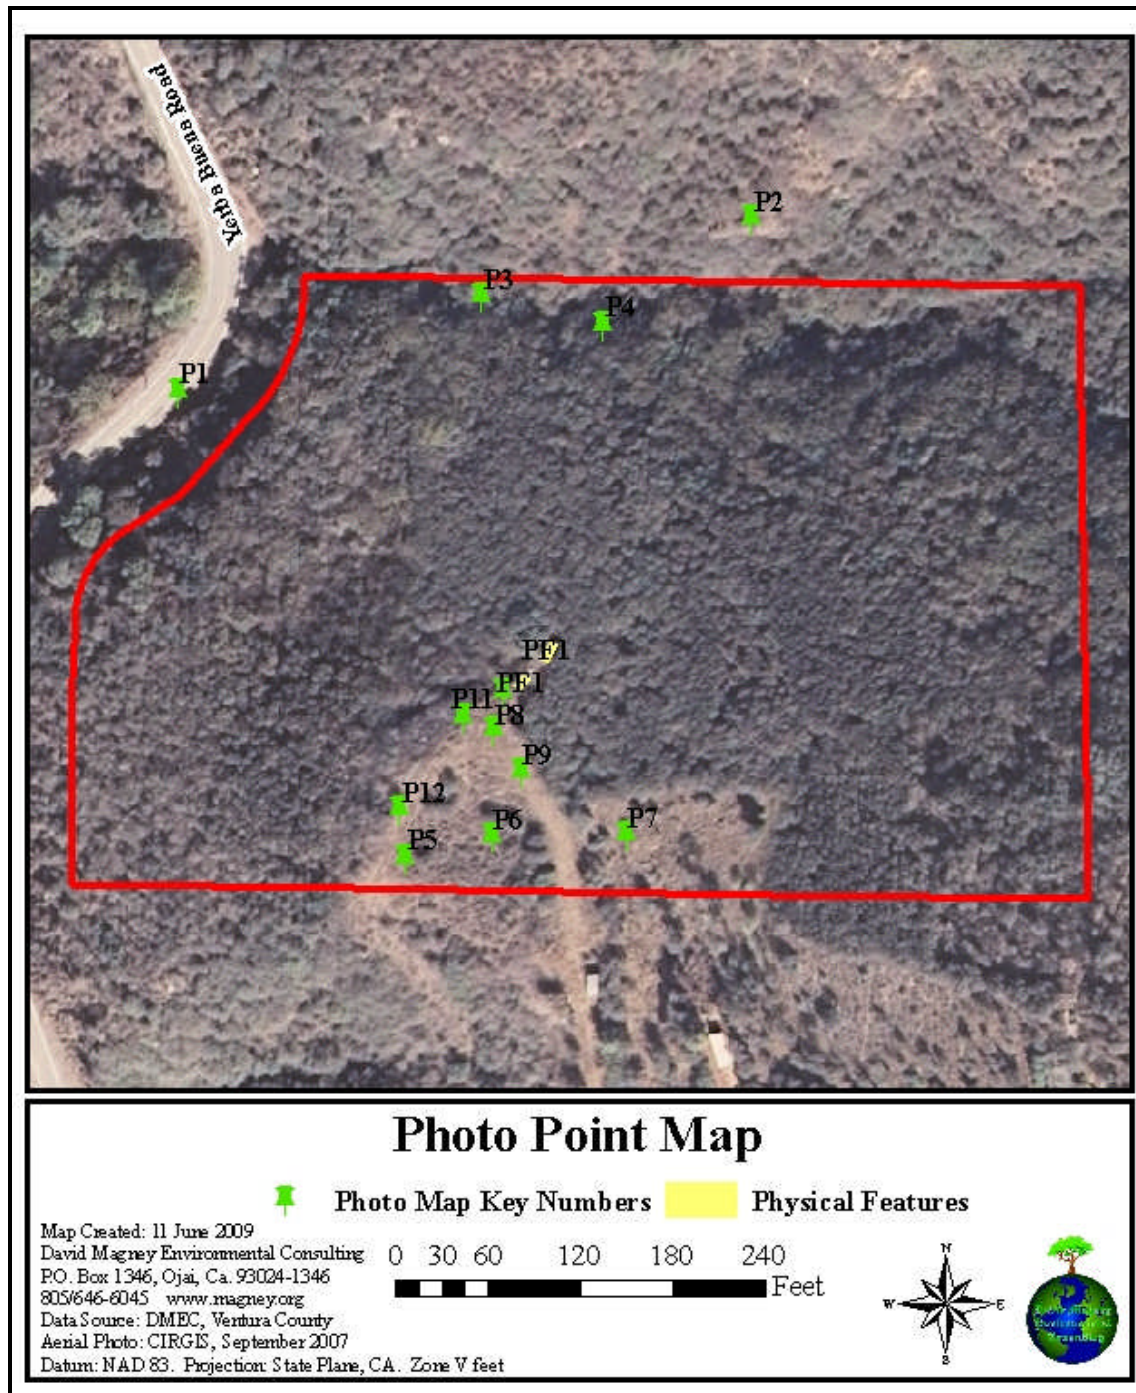 Yerba Buena Road
P2
P3
P4
P1
PF1
PF1
P11
P8
P9
P12
P6
P7
P5
Photo Point Map
Photo Map Key Numbers
Physical Features
Map Created: 11 June 2009
David Magney Environmental Consulting
P.O. Box 1346, Ojai, Ca. 93024-1346
805/646-6045 www.magney.org
Data Source: DMEC, Ventura County
Aerial Photo: CIRGIS, September 2007
Datum: NAD 83. Projection: State Plane, CA. Zone V feet
0 30 60 120 180 240
Feet
N
W E
S